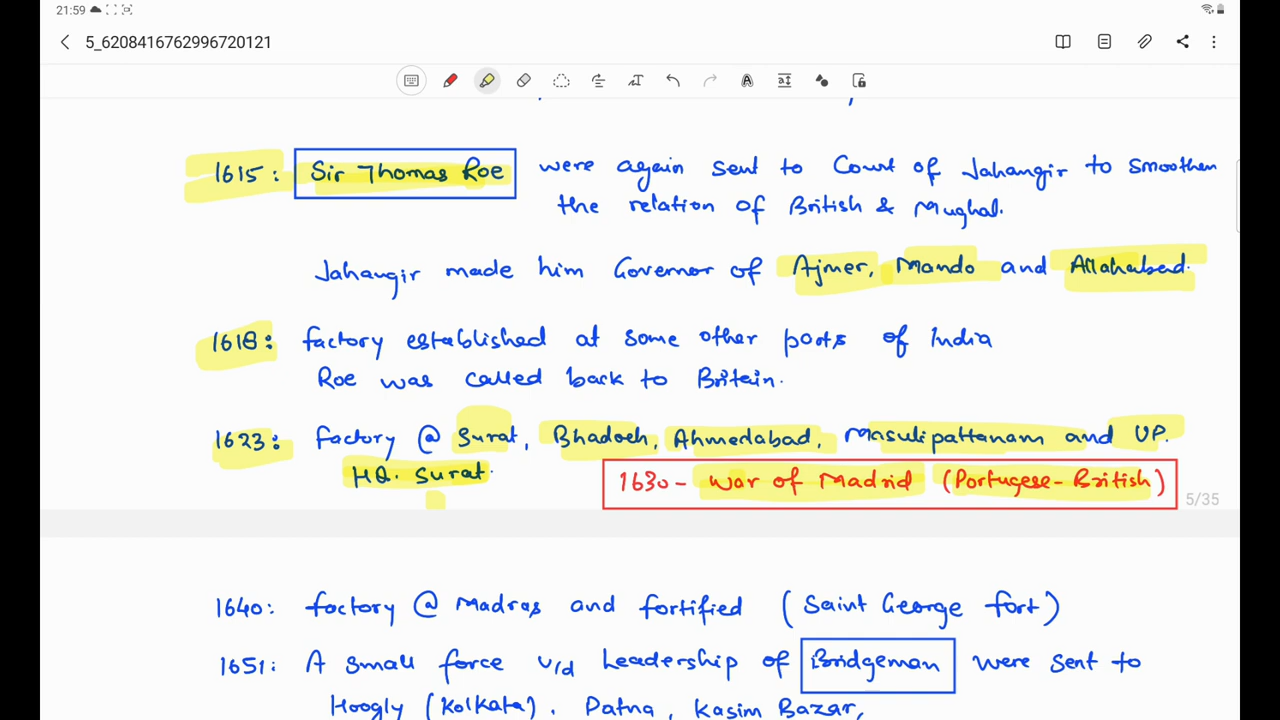 21:59
5_6208416762996720121
1615: Sir Thomas Roe were again sent to Court of Jahangir to smoothen
the relation of British & Mughal.
Jahangir made him Governor of Ajmer, Mando and Allahabad.
1618: factory established at some other ports of India
Roe was called back to Britain.
1623: factory @ Surat, Bhadoch, Ahmedabad, Masulipattanam and UP.
HQ. Surat.
1630- War of Madrid (Portugese-British)
5/35
1640: factory @ Madras and fortified (Saint George fort)
1651: A small force u/d Leadership of Bridgeman were sent to
Hoogly (Kolkata). Patna, Kasim Bazar,